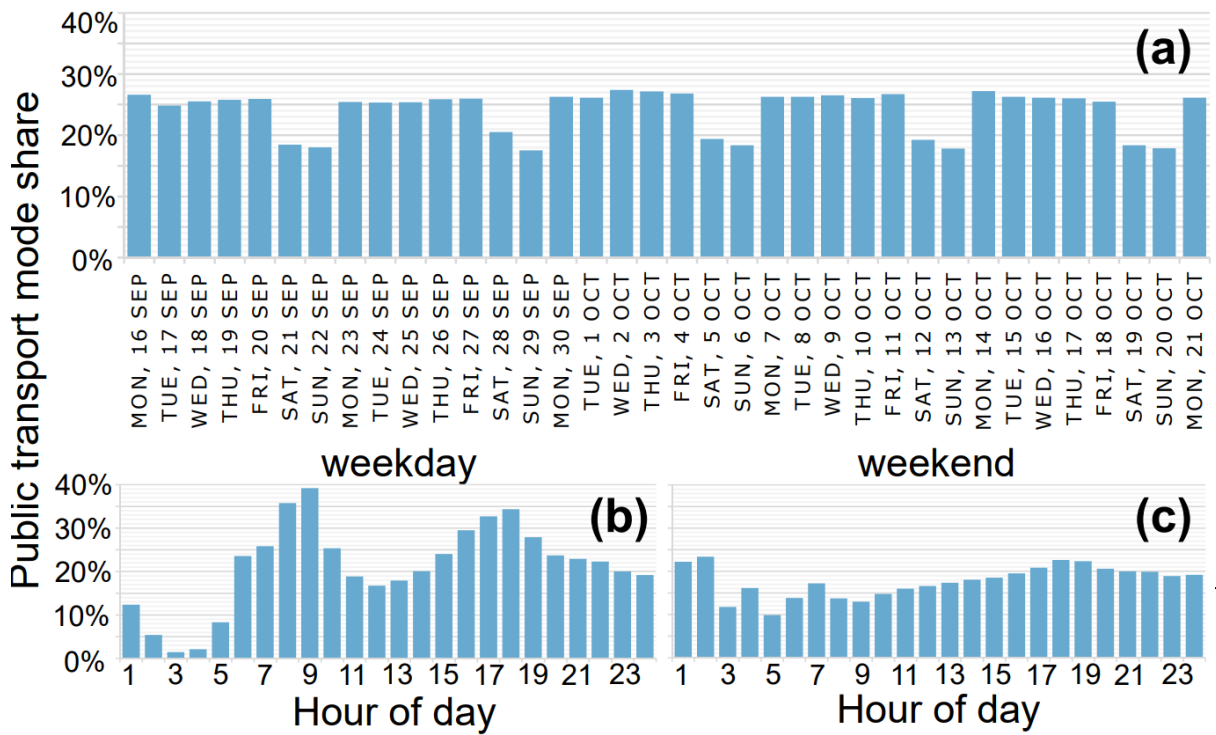 Public transport mode share
(a)
40%
30%
20%
10%
0%
MON, 16 SEP
TUE, 17 SEP
WED, 18 SEP
THU, 19 SEP
FRI, 20 SEP
SAT, 21 SEP
SUN, 22 SEP
MON, 23 SEP
TUE, 24 SEP
WED, 25 SEP
THU, 26 SEP
FRI, 27 SEP
SAT, 28 SEP
SUN, 29 SEP
MON, 30 SEP
TUE, 1 OCT
WED, 2 OCT
THU, 3 OCT
FRI, 4 OCT
SAT, 5 OCT
SUN, 6 OCT
MON, 7 OCT
TUE, 8 OCT
WED, 9 OCT
THU, 10 OCT
FRI, 11 OCT
SAT, 12 OCT
SUN, 13 OCT
MON, 14 OCT
TUE, 15 OCT
WED, 16 OCT
THU, 17 OCT
FRI, 18 OCT
SAT, 19 OCT
SUN, 20 OCT
MON, 21 OCT
weekday
(b)
40%
30%
20%
10%
0%
1 3 5 7 9 11 13 15 17 19 21 23
Hour of day
weekend
(c)
1 3 5 7 9 11 13 15 17 19 21 23
Hour of day